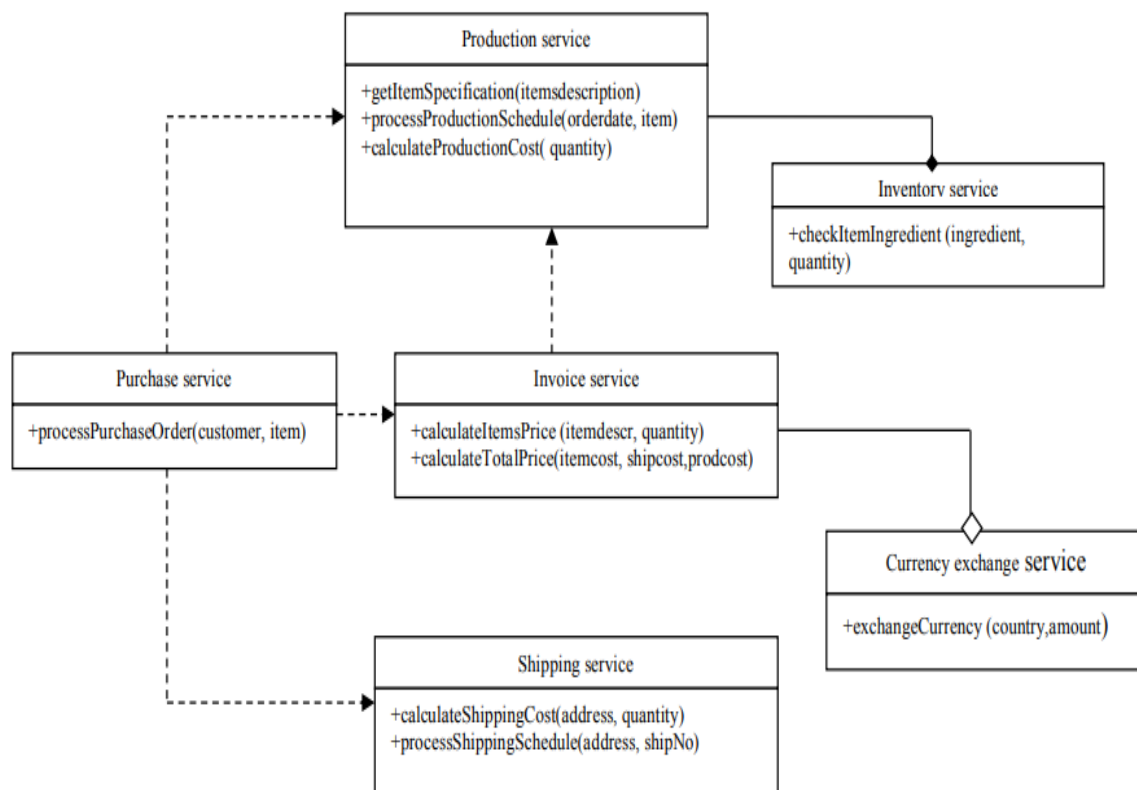 Production service
+getItemSpecification(itemsdescription)
+processProductionSchedule(orderdate, item)
+calculateProductionCost( quantity)
Inventory service
+checkItemIngredient (ingredient,
quantity)
Purchase service
+processPurchaseOrder(customer, item)
Invoice service
+calculateItemsPrice (itemdescr, quantity)
+calculateTotalPrice(itemcost, shipcost,prodcost)
Currency exchange service
+exchangeCurrency (country,amount)
Shipping service
+calculateShippingCost(address, quantity)
+processShippingSchedule(address, shipNo)